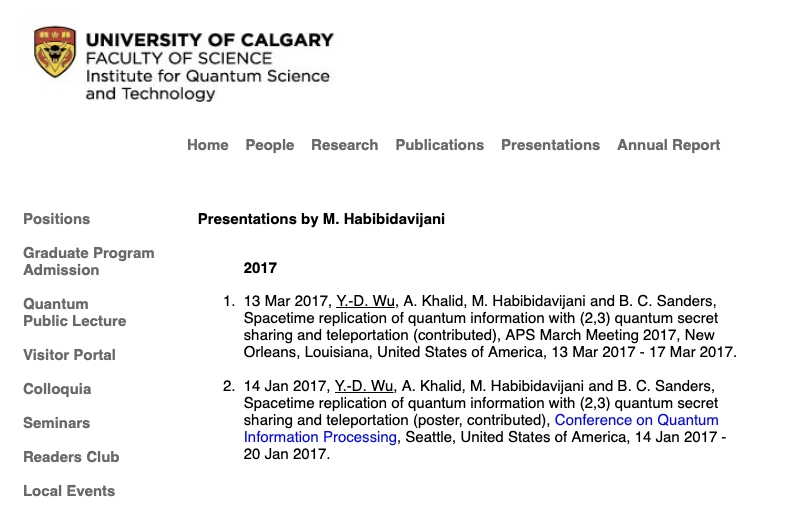 UNIVERSITY OF CALGARY
FACULTY OF SCIENCE
Institute for Quantum Science
and Technology
Home People Research Publications Presentations Annual Report
Positions
Graduate Program
Admission
Quantum
Public Lecture
Visitor Portal
Colloquia
Seminars
Readers Club
Local Events
Presentations by M. Habibidavijani
2017
1. 13 Mar 2017, Y.-D. Wu, A. Khalid, M. Habibidavijani and B. C. Sanders,
Spacetime replication of quantum information with (2,3) quantum secret
sharing and teleportation (contributed), APS March Meeting 2017, New
Orleans, Louisiana, United States of America, 13 Mar 2017 - 17 Mar 2017.
2. 14 Jan 2017, Y.-D. Wu, A. Khalid, M. Habibidavijani and B. C. Sanders,
Spacetime replication of quantum information with (2,3) quantum secret
sharing and teleportation (poster, contributed), Conference on Quantum
Information Processing, Seattle, United States of America, 14 Jan 2017 -
20 Jan 2017.